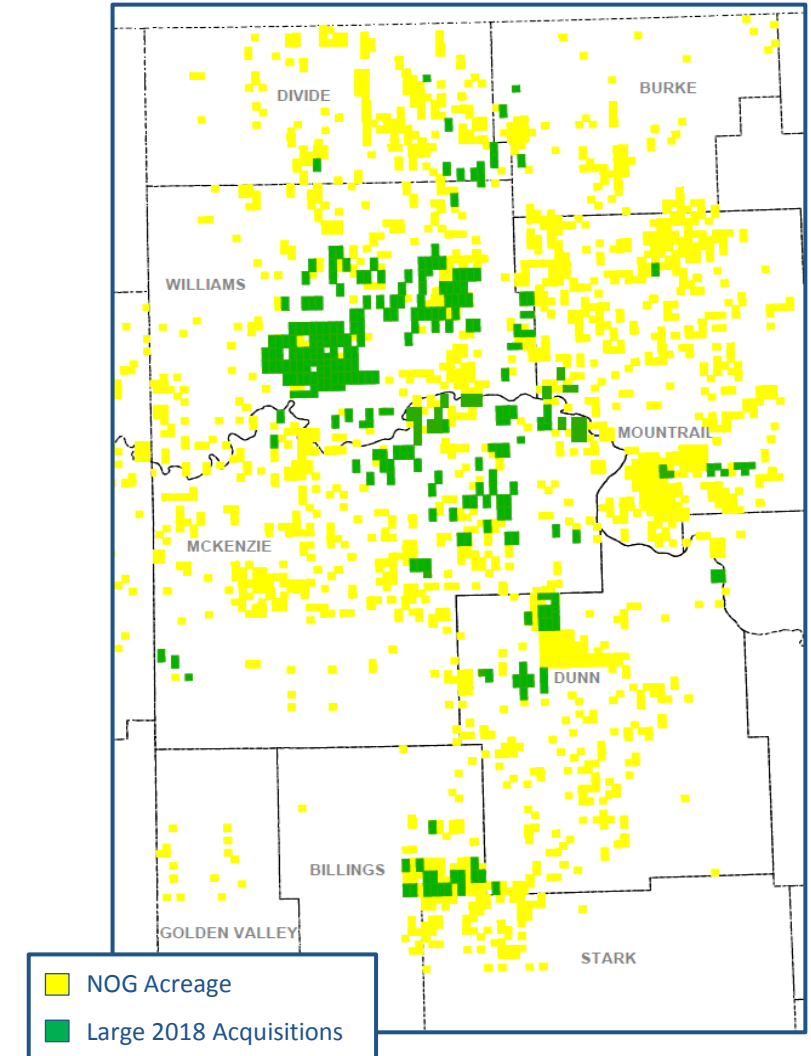 DIVIDE
BURKE
WILLIAMS
MOUNTRAIL
MCKENZIE
DUNN
BILLINGS
GOLDEN VALLEY
STARK
NOG Acreage
Large 2018 Acquisitions